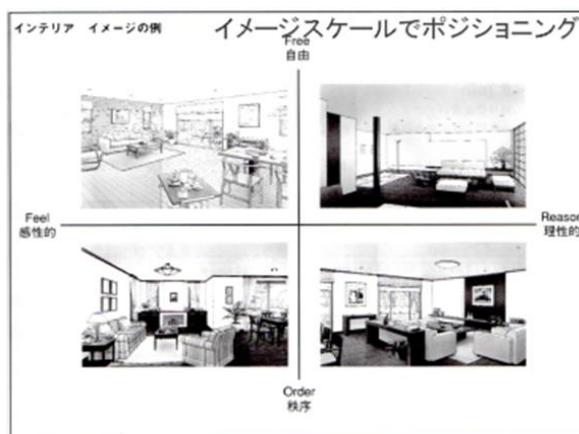 インテリア　イメージの例
イメージスケールでポジショニング
Free
自由
Feel
感性的
Reason
理性的
Order
秩序